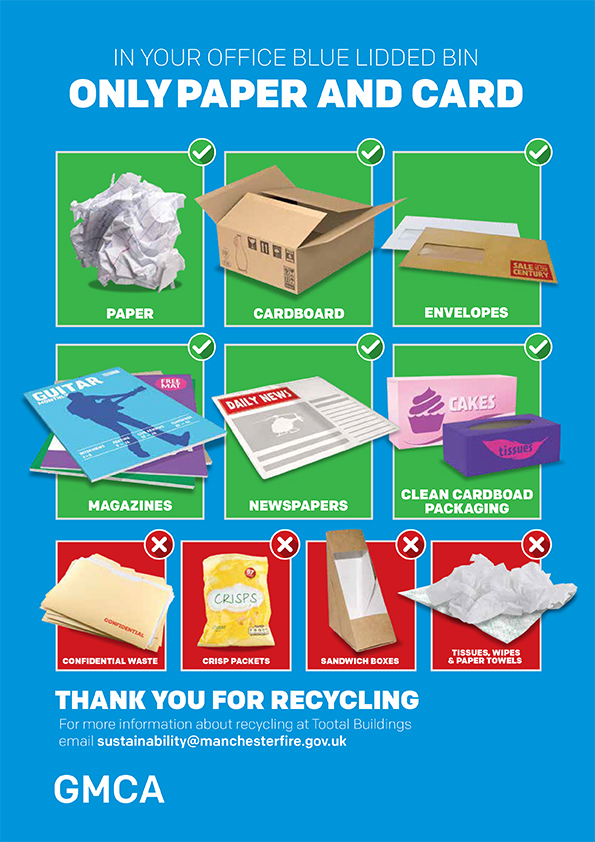 IN YOUR OFFICE BLUE LIDDED BIN
ONLY PAPER AND CARD
SALE OF THE
CENTURY
PAPER
CARDBOARD
ENVELOPES
GUITAR
MONTHLY
FREE
MAT
DAILY NEWS
CAKES
tissues
MAGAZINES
NEWSPAPERS
CLEAN CARDBOAD
PACKAGING
CONFIDENTIAL
CRISPS
CONFIDENTIAL WASTE
CRISP PACKETS
SANDWICH BOXES
TISSUES, WIPES
& PAPER TOWELS
THANK YOU FOR RECYCLING
For more information about recycling at Tootal Buildings
email sustainability@manchesterfire.gov.uk
GMCA